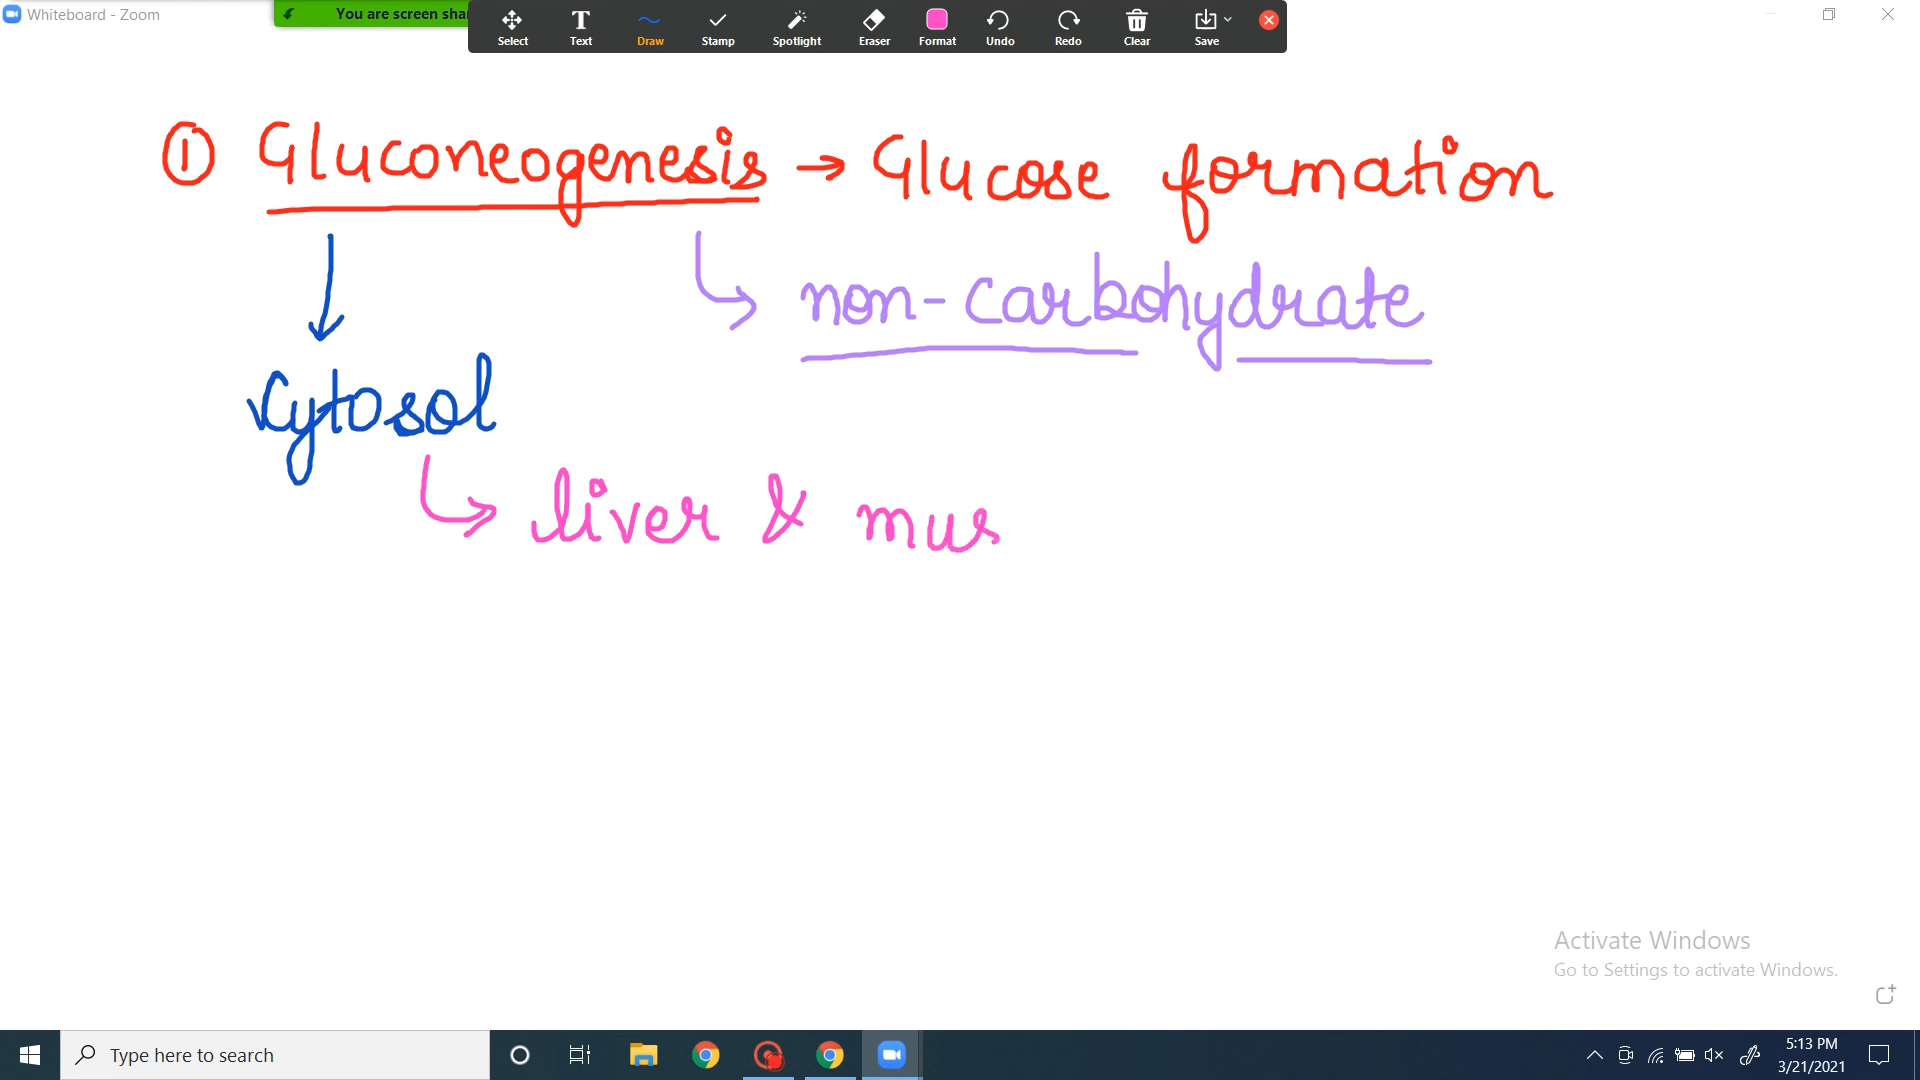 Whiteboard - Zoom
You are screen sha
Select Text Draw Stamp Spotlight Eraser Format Undo Redo Clear Save
① Gluconeogenesis → Glucose formation
↳ non-carbohydrate
↓
Cytosol
↳ liver & mus
Activate Windows
Go to Settings to activate Windows.
Type here to search
5:13 PM
3/21/2021